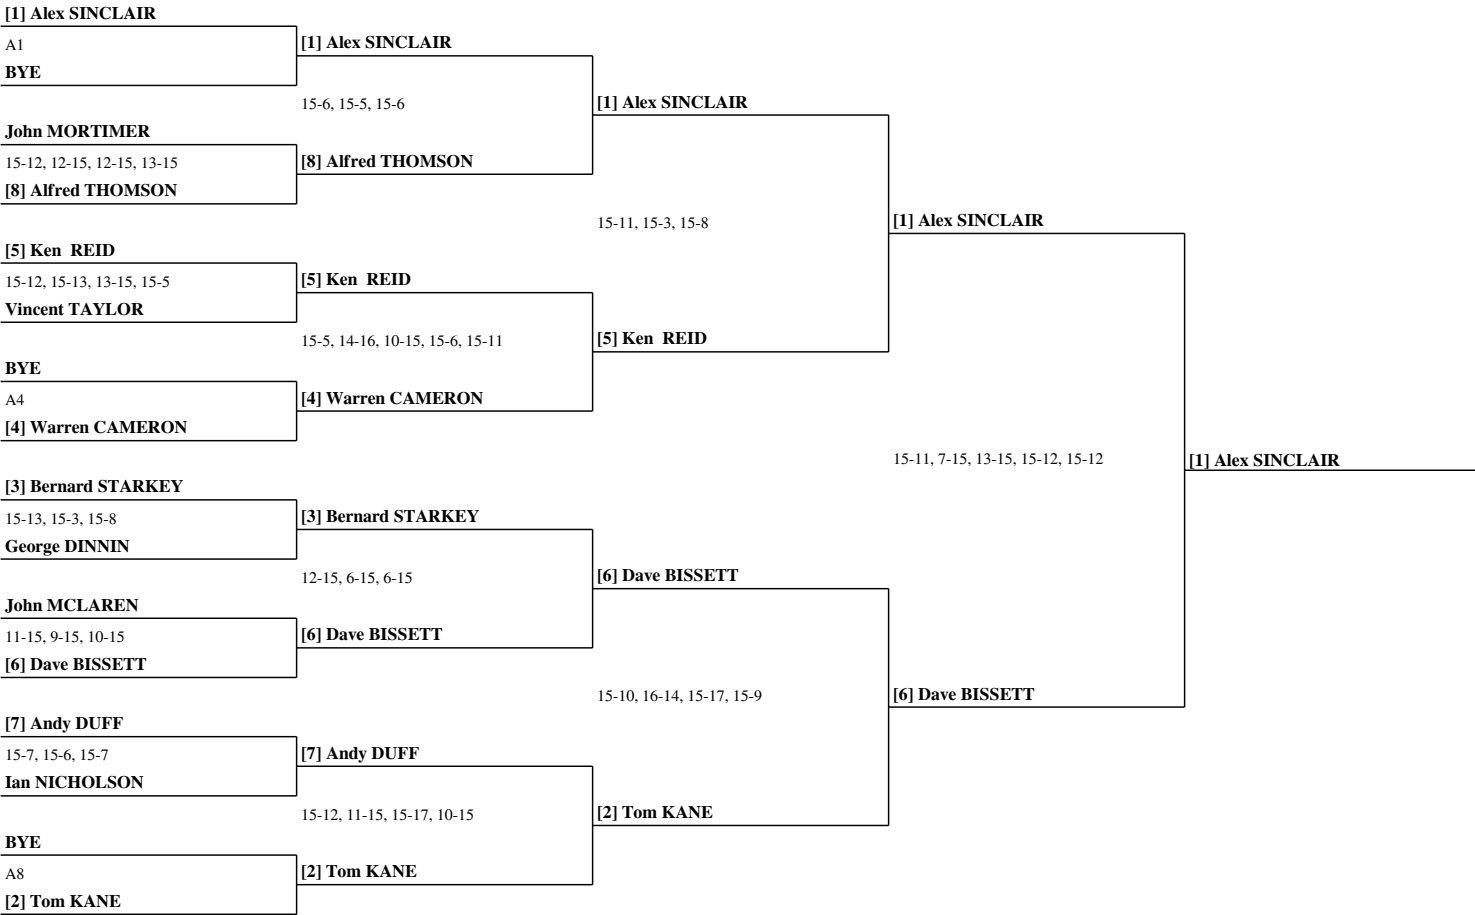 [1] Alex SINCLAIR
A1
BYE
[1] Alex SINCLAIR
15-6, 15-5, 15-6
John MORTIMER
15-12, 12-15, 12-15, 13-15
[8] Alfred THOMSON
[8] Alfred THOMSON
[1] Alex SINCLAIR
15-11, 15-3, 15-8
[5] Ken  REID
15-12, 15-13, 13-15, 15-5
Vincent TAYLOR
[5] Ken  REID
15-5, 14-16, 10-15, 15-6, 15-11
BYE
A4
[4] Warren CAMERON
[4] Warren CAMERON
[5] Ken  REID
[1] Alex SINCLAIR
15-11, 7-15, 13-15, 15-12, 15-12
[1] Alex SINCLAIR
[3] Bernard STARKEY
15-13, 15-3, 15-8
George DINNIN
[3] Bernard STARKEY
12-15, 6-15, 6-15
John MCLAREN
11-15, 9-15, 10-15
[6] Dave BISSETT
[6] Dave BISSETT
[6] Dave BISSETT
15-10, 16-14, 15-17, 15-9
[6] Dave BISSETT
[7] Andy DUFF
15-7, 15-6, 15-7
Ian NICHOLSON
[7] Andy DUFF
15-12, 11-15, 15-17, 10-15
BYE
A8
[2] Tom KANE
[2] Tom KANE
[2] Tom KANE